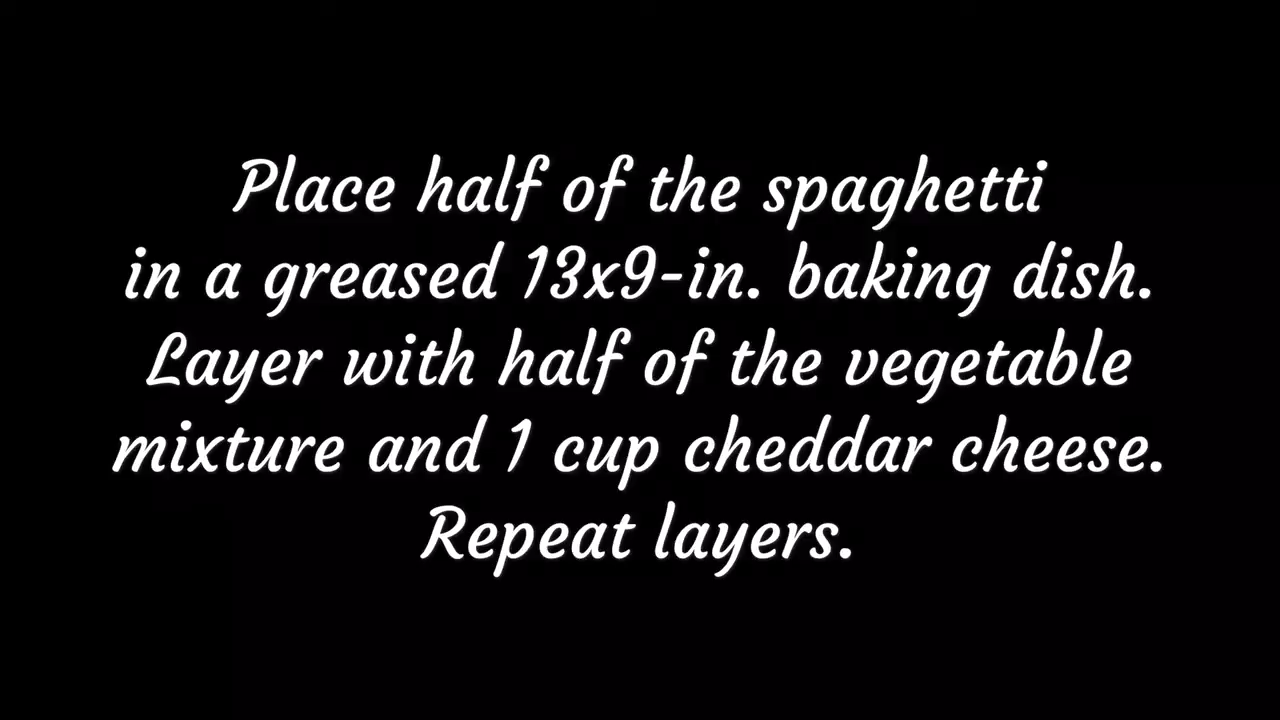 Place half of the spaghetti
in a greased 13x9-in. baking dish.
Layer with half of the vegetable
mixture and 1 cup cheddar cheese.
Repeat layers.